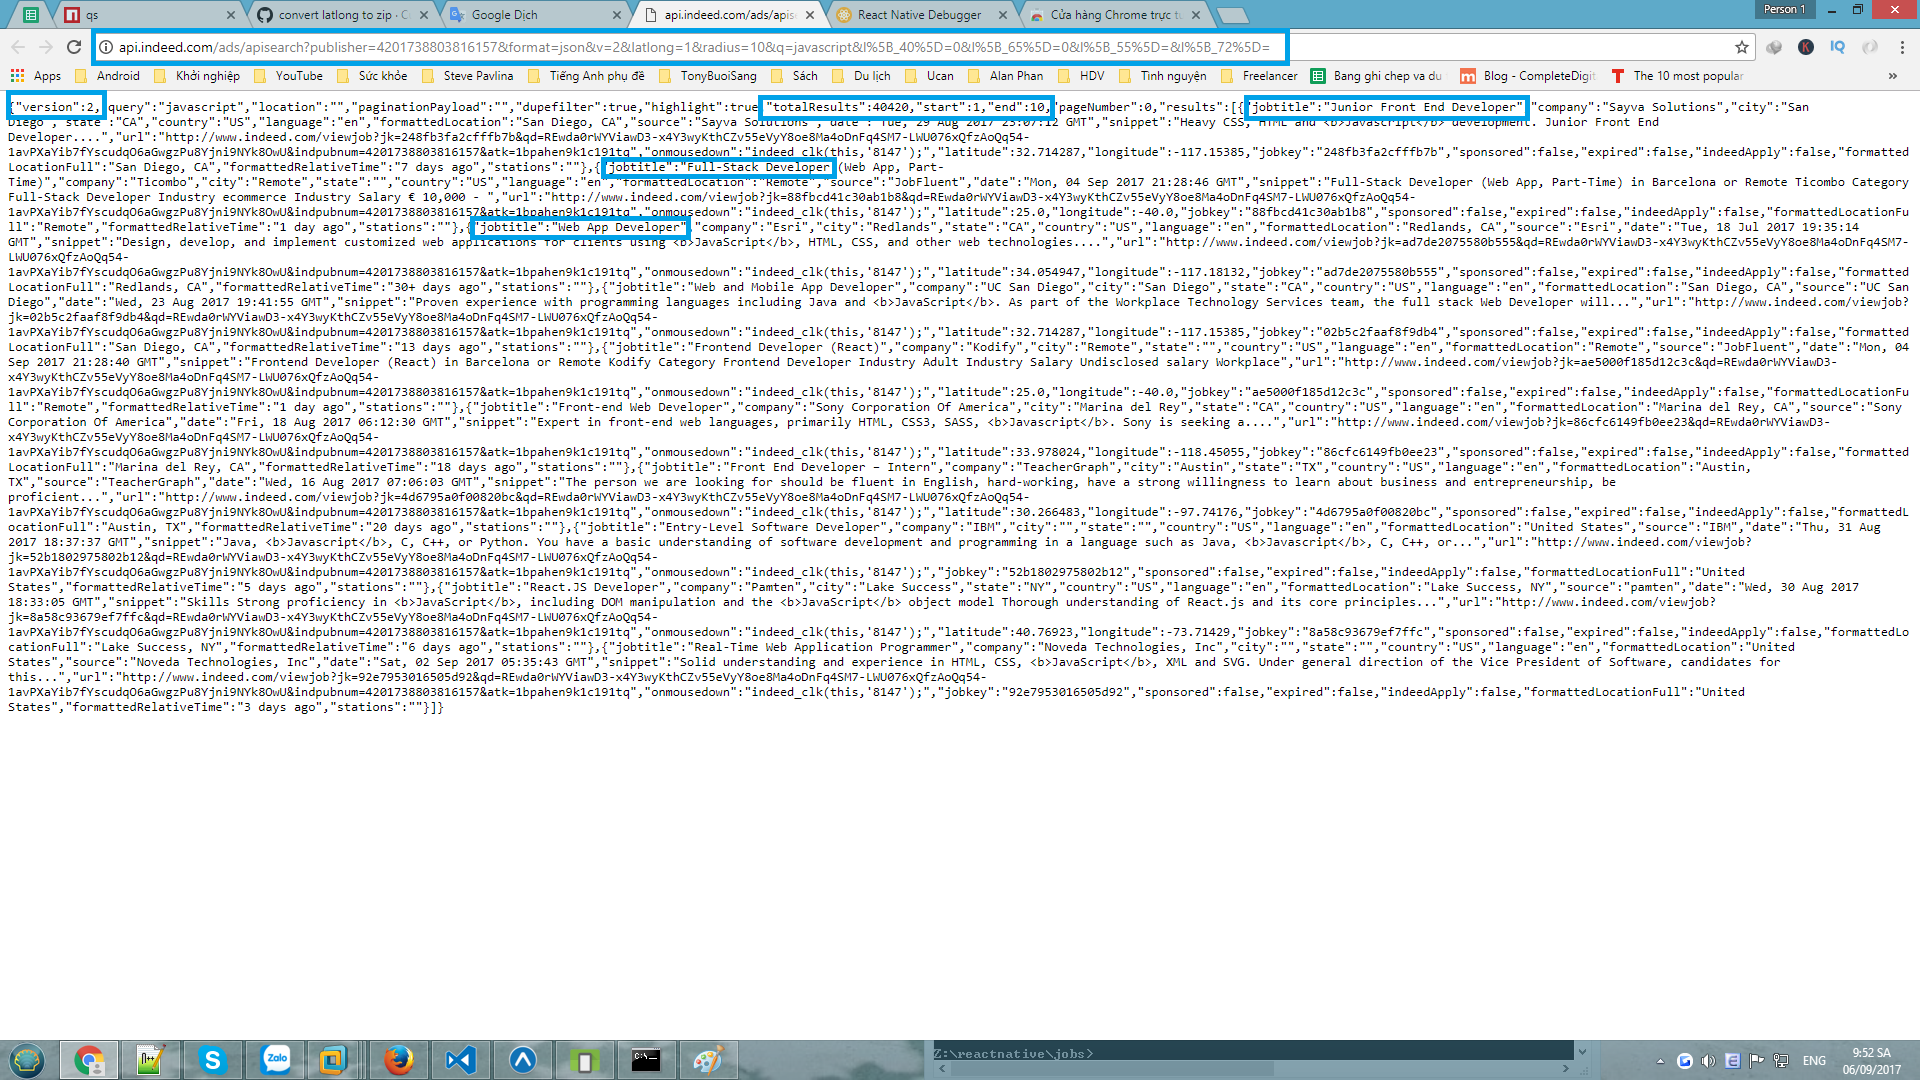 qs
convert latlong to zip · C
Google Dịch
api.indeed.com/ads/apise
React Native Debugger
Cửa hàng Chrome trực tu
Person 1
api.indeed.com/ads/apisearch?publisher=4201738803816157&format=json&v=2&latlong=1&radius=10&q=javascript&l%5B_40%5D=0&l%5B_65%5D=0&l%5B_55%5D=&l%5B_72%5D=
Apps Android Khởi nghiệp YouTube Sức khỏe Steve Pavlina Tiếng Anh phụ đề TonyBuoiSang Sách Du lịch Ucan Alan Phan HDV Tình nguyện Freelancer Bang ghi chep va du Blog - CompleteDigit The 10 most popular »
{"version":2, query":"javascript","location":"","paginationPayload":"","dupefilter":true,"highlight":true "totalResults":40420,"start":1,"end":10, "pageNumber":0,"results":[{"jobtitle":"Junior Front End Developer" "company":"Sayva Solutions","city":"San
Diego","state":"CA","country":"US","language":"en","formattedLocation":"San Diego, CA","source":"Sayva Solutions","date":"Tue, 29 Aug 2017 23:07:12 GMT","snippet":"Heavy CSS, HTML and <b>Javascript</b> development. Junior Front End
Developer....","url":"http://www.indeed.com/viewjob?jk=248fb3fa2cfffb7b&qd=REwda0rWYViawD3-x4Y3wyKthCZv55eVyY8oe8Ma4oDnFq4SM7-LWU076xQfzAoQq54-
1avPXaYib7fYscudqO6aGwgzPu8Yjni9NYk8OwU&indpubnum=4201738803816157&atk=1bpahen9k1c191tq","onmousedown":"indeed_clk(this,'8147');","latitude":32.714287,"longitude":-117.15385,"jobkey":"248fb3fa2cfffb7b","sponsored":false,"expired":false,"indeedApply":false,"formatted
LocationFull":"San Diego, CA","formattedRelativeTime":"7 days ago","stations":""},{"jobtitle":"Full-Stack Developer (Web App, Part-
Time)","company":"Ticombo","city":"Remote","state":"","country":"US","language":"en","formattedLocation":"Remote","source":"JobFluent","date":"Mon, 04 Sep 2017 21:28:46 GMT","snippet":"Full-Stack Developer (Web App, Part-Time) in Barcelona or Remote Ticombo Category
Full-Stack Developer Industry ecommerce Industry Salary € 10,000 - ","url":"http://www.indeed.com/viewjob?jk=88fbcd41c30ab1b8&qd=REwda0rWYViawD3-x4Y3wyKthCZv55eVyY8oe8Ma4oDnFq4SM7-LWU076xQfzAoQq54-
1avPXaYib7fYscudqO6aGwgzPu8Yjni9NYk8OwU&indpubnum=4201738803816157&atk=1bpahen9k1c191tq","onmousedown":"indeed_clk(this,'8147');","latitude":25.0,"longitude":-40.0,"jobkey":"88fbcd41c30ab1b8","sponsored":false,"expired":false,"indeedApply":false,"formattedLocationFu
ll":"Remote","formattedRelativeTime":"1 day ago","stations":""},{"jobtitle":"Web App Developer" "company":"Esri","city":"Redlands","state":"CA","country":"US","language":"en","formattedLocation":"Redlands, CA","source":"Esri","date":"Tue, 18 Jul 2017 19:35:14
GMT","snippet":"Design, develop, and implement customized web applications for clients using <b>JavaScript</b>, HTML, CSS, and other web technologies....","url":"http://www.indeed.com/viewjob?jk=ad7de2075580b555&qd=REwda0rWYViawD3-x4Y3wyKthCZv55eVyY8oe8Ma4oDnFq4SM7-
LWU076xQfzAoQq54-
1avPXaYib7fYscudqO6aGwgzPu8Yjni9NYk8OwU&indpubnum=4201738803816157&atk=1bpahen9k1c191tq","onmousedown":"indeed_clk(this,'8147');","latitude":34.054947,"longitude":-117.18132,"jobkey":"ad7de2075580b555","sponsored":false,"expired":false,"indeedApply":false,"formatted
LocationFull":"Redlands, CA","formattedRelativeTime":"30+ days ago","stations":""},{"jobtitle":"Web and Mobile App Developer","company":"UC San Diego","city":"San Diego","state":"CA","country":"US","language":"en","formattedLocation":"San Diego, CA","source":"UC San
Diego","date":"Wed, 23 Aug 2017 19:41:55 GMT","snippet":"Proven experience with programming languages including Java and <b>JavaScript</b>. As part of the Workplace Technology Services team, the full stack Web Developer will...","url":"http://www.indeed.com/viewjob?
jk=02b5c2faaf8f9db4&qd=REwda0rWYViawD3-x4Y3wyKthCZv55eVyY8oe8Ma4oDnFq4SM7-LWU076xQfzAoQq54-
1avPXaYib7fYscudqO6aGwgzPu8Yjni9NYk8OwU&indpubnum=4201738803816157&atk=1bpahen9k1c191tq","onmousedown":"indeed_clk(this,'8147');","latitude":32.714287,"longitude":-117.15385,"jobkey":"02b5c2faaf8f9db4","sponsored":false,"expired":false,"indeedApply":false,"formatted
LocationFull":"San Diego, CA","formattedRelativeTime":"13 days ago","stations":""},{"jobtitle":"Frontend Developer (React)","company":"Kodify","city":"Remote","state":"","country":"US","language":"en","formattedLocation":"Remote","source":"JobFluent","date":"Mon, 04
Sep 2017 21:28:40 GMT","snippet":"Frontend Developer (React) in Barcelona or Remote Kodify Category Frontend Developer Industry Adult Industry Salary Undisclosed salary Workplace","url":"http://www.indeed.com/viewjob?jk=ae5000f185d12c3c&qd=REwda0rWYViawD3-
x4Y3wyKthCZv55eVyY8oe8Ma4oDnFq4SM7-LWU076xQfzAoQq54-
1avPXaYib7fYscudqO6aGwgzPu8Yjni9NYk8OwU&indpubnum=4201738803816157&atk=1bpahen9k1c191tq","onmousedown":"indeed_clk(this,'8147');","latitude":25.0,"longitude":-40.0,"jobkey":"ae5000f185d12c3c","sponsored":false,"expired":false,"indeedApply":false,"formattedLocationFu
ll":"Remote","formattedRelativeTime":"1 day ago","stations":""},{"jobtitle":"Front-end Web Developer","company":"Sony Corporation Of America","city":"Marina del Rey","state":"CA","country":"US","language":"en","formattedLocation":"Marina del Rey, CA","source":"Sony
Corporation Of America","date":"Fri, 18 Aug 2017 06:12:30 GMT","snippet":"Expert in front-end web languages, primarily HTML, CSS3, SASS, <b>Javascript</b>. Sony is seeking a....","url":"http://www.indeed.com/viewjob?jk=86cfc6149fb0ee23&qd=REwda0rWYViawD3-
x4Y3wyKthCZv55eVyY8oe8Ma4oDnFq4SM7-LWU076xQfzAoQq54-
1avPXaYib7fYscudqO6aGwgzPu8Yjni9NYk8OwU&indpubnum=4201738803816157&atk=1bpahen9k1c191tq","onmousedown":"indeed_clk(this,'8147');","latitude":33.978024,"longitude":-118.45055,"jobkey":"86cfc6149fb0ee23","sponsored":false,"expired":false,"indeedApply":false,"formatted
LocationFull":"Marina del Rey, CA","formattedRelativeTime":"18 days ago","stations":""},{"jobtitle":"Front End Developer – Intern","company":"TeacherGraph","city":"Austin","state":"TX","country":"US","language":"en","formattedLocation":"Austin,
TX","source":"TeacherGraph","date":"Wed, 16 Aug 2017 07:06:03 GMT","snippet":"The person we are looking for should be fluent in English, hard-working, have a strong willingness to learn about business and entrepreneurship, be
proficient...","url":"http://www.indeed.com/viewjob?jk=4d6795a0f00820bc&qd=REwda0rWYViawD3-x4Y3wyKthCZv55eVyY8oe8Ma4oDnFq4SM7-LWU076xQfzAoQq54-
1avPXaYib7fYscudqO6aGwgzPu8Yjni9NYk8OwU&indpubnum=4201738803816157&atk=1bpahen9k1c191tq","onmousedown":"indeed_clk(this,'8147');","latitude":30.266483,"longitude":-97.74176,"jobkey":"4d6795a0f00820bc","sponsored":false,"expired":false,"indeedApply":false,"formattedL
ocationFull":"Austin, TX","formattedRelativeTime":"20 days ago","stations":""},{"jobtitle":"Entry-Level Software Developer","company":"IBM","city":"","state":"","country":"US","language":"en","formattedLocation":"United States","source":"IBM","date":"Thu, 31 Aug
2017 18:37:37 GMT","snippet":"Java, <b>Javascript</b>, C, C++, or Python. You have a basic understanding of software development and programming in a language such as Java, <b>Javascript</b>, C, C++, or...","url":"http://www.indeed.com/viewjob?
jk=52b1802975802b12&qd=REwda0rWYViawD3-x4Y3wyKthCZv55eVyY8oe8Ma4oDnFq4SM7-LWU076xQfzAoQq54-
1avPXaYib7fYscudqO6aGwgzPu8Yjni9NYk8OwU&indpubnum=4201738803816157&atk=1bpahen9k1c191tq","onmousedown":"indeed_clk(this,'8147');","jobkey":"52b1802975802b12","sponsored":false,"expired":false,"indeedApply":false,"formattedLocationFull":"United
States","formattedRelativeTime":"5 days ago","stations":""},{"jobtitle":"React.JS Developer","company":"Pamten","city":"Lake Success","state":"NY","country":"US","language":"en","formattedLocation":"Lake Success, NY","source":"pamten","date":"Wed, 30 Aug 2017
18:33:05 GMT","snippet":"Skills Strong proficiency in <b>JavaScript</b>, including DOM manipulation and the <b>JavaScript</b> object model Thorough understanding of React.js and its core principles...","url":"http://www.indeed.com/viewjob?
jk=8a58c93679ef7ffc&qd=REwda0rWYViawD3-x4Y3wyKthCZv55eVyY8oe8Ma4oDnFq4SM7-LWU076xQfzAoQq54-
1avPXaYib7fYscudqO6aGwgzPu8Yjni9NYk8OwU&indpubnum=4201738803816157&atk=1bpahen9k1c191tq","onmousedown":"indeed_clk(this,'8147');","latitude":40.76923,"longitude":-73.71429,"jobkey":"8a58c93679ef7ffc","sponsored":false,"expired":false,"indeedApply":false,"formattedLo
cationFull":"Lake Success, NY","formattedRelativeTime":"6 days ago","stations":""},{"jobtitle":"Real-Time Web Application Programmer","company":"Noveda Technologies, Inc","city":"","state":"","country":"US","language":"en","formattedLocation":"United
States","source":"Noveda Technologies, Inc","date":"Sat, 02 Sep 2017 05:35:43 GMT","snippet":"Solid understanding and experience in HTML, CSS, <b>JavaScript</b>, XML and SVG. Under general direction of the Vice President of Software, candidates for
this...","url":"http://www.indeed.com/viewjob?jk=92e7953016505d92&qd=REwda0rWYViawD3-x4Y3wyKthCZv55eVyY8oe8Ma4oDnFq4SM7-LWU076xQfzAoQq54-
1avPXaYib7fYscudqO6aGwgzPu8Yjni9NYk8OwU&indpubnum=4201738803816157&atk=1bpahen9k1c191tq","onmousedown":"indeed_clk(this,'8147');","jobkey":"92e7953016505d92","sponsored":false,"expired":false,"indeedApply":false,"formattedLocationFull":"United
States","formattedRelativeTime":"3 days ago","stations":""}]}
Zalo
Z:\reactnative\jobs>
ENG
9:52 SA
06/09/2017